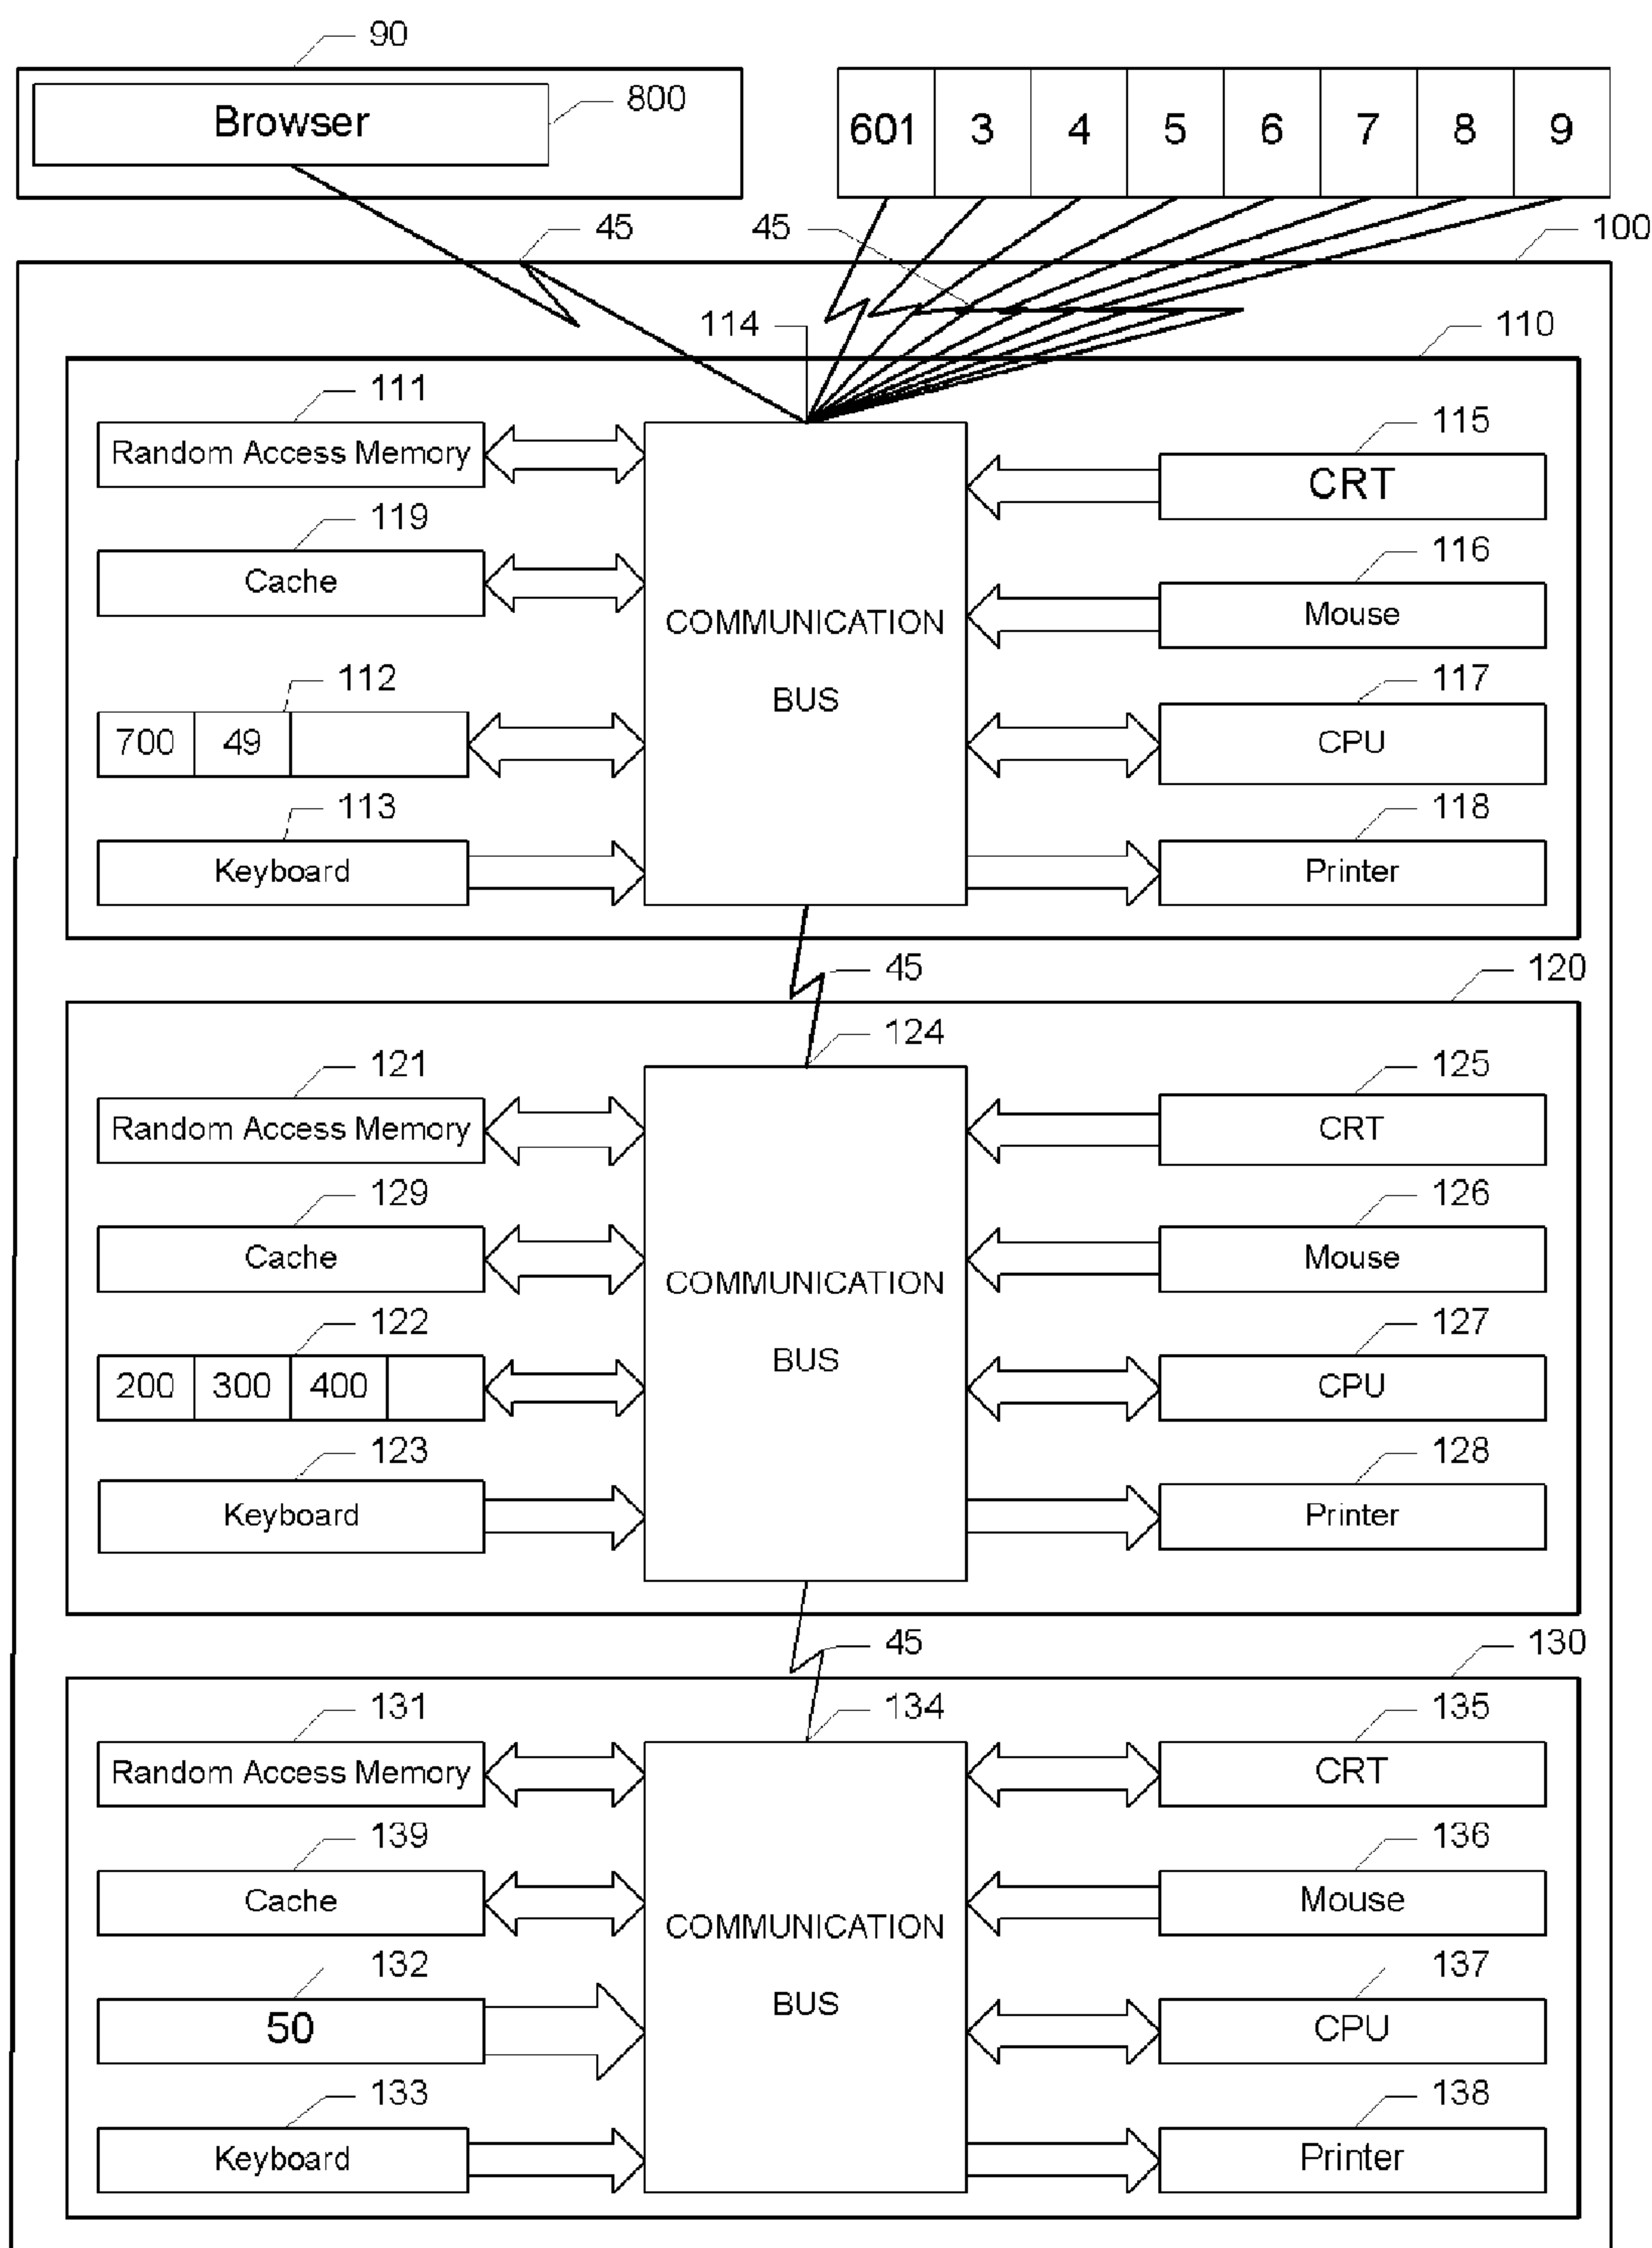 90
Browser
800
601 3 4 5 6 7 8 9
45
45
100
114
110
111
Random Access Memory
115
CRT
119
Cache
116
Mouse
COMMUNICATION
BUS
112
700 49
117
CPU
113
Keyboard
118
Printer
45
120
124
121
Random Access Memory
125
CRT
129
Cache
126
Mouse
COMMUNICATION
BUS
122
200 300 400
127
CPU
123
Keyboard
128
Printer
45
130
134
131
Random Access Memory
135
CRT
139
Cache
136
Mouse
COMMUNICATION
BUS
132
50
137
CPU
133
Keyboard
138
Printer